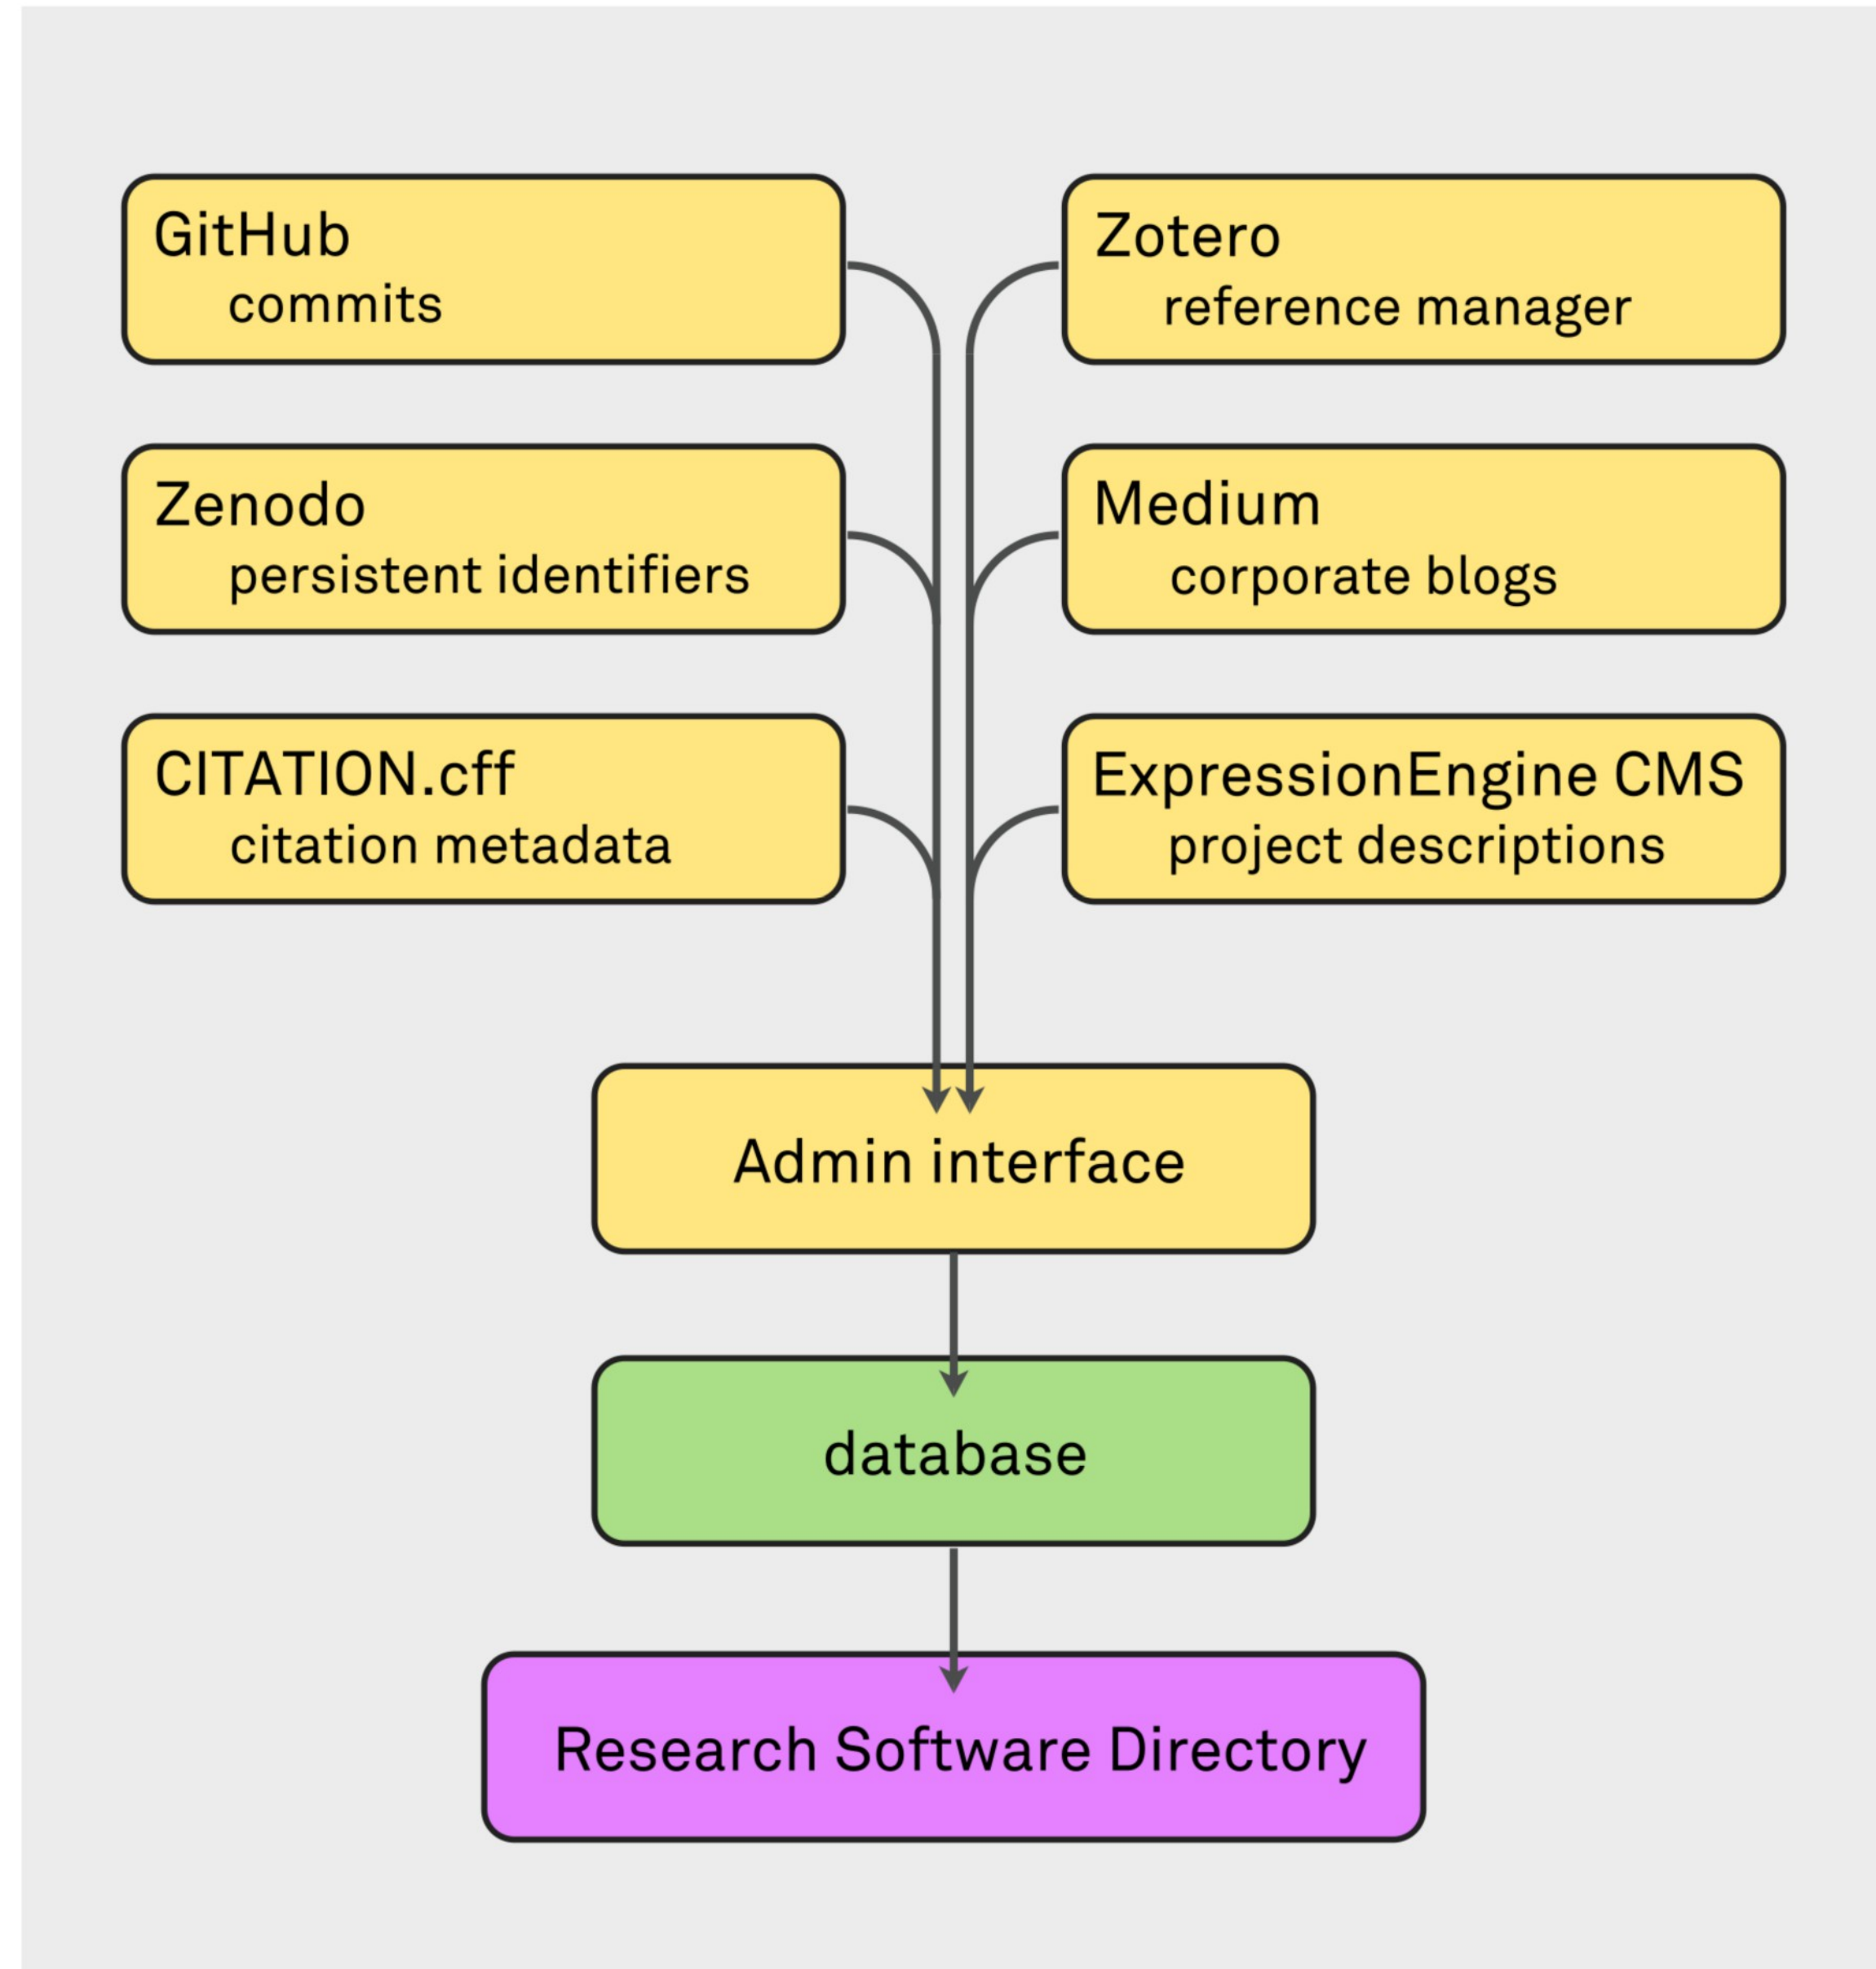 GitHub
commits
Zotero
reference manager
Zenodo
persistent identifiers
Medium
corporate blogs
CITATION.cff
citation metadata
ExpressionEngine CMS
project descriptions
Admin interface
database
Research Software Directory